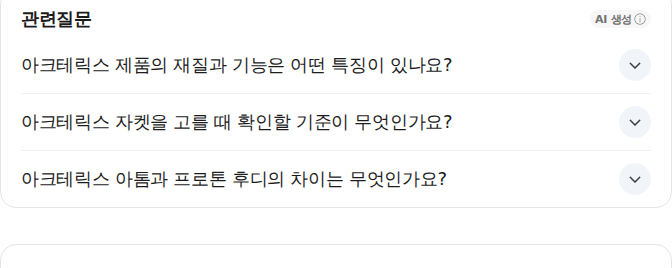 관련질문
AI 생성
아크테릭스 제품의 재질과 기능은 어떤 특징이 있나요?
아크테릭스 자켓을 고를 때 확인할 기준이 무엇인가요?
아크테릭스 아톰과 프로톤 후디의 차이는 무엇인가요?